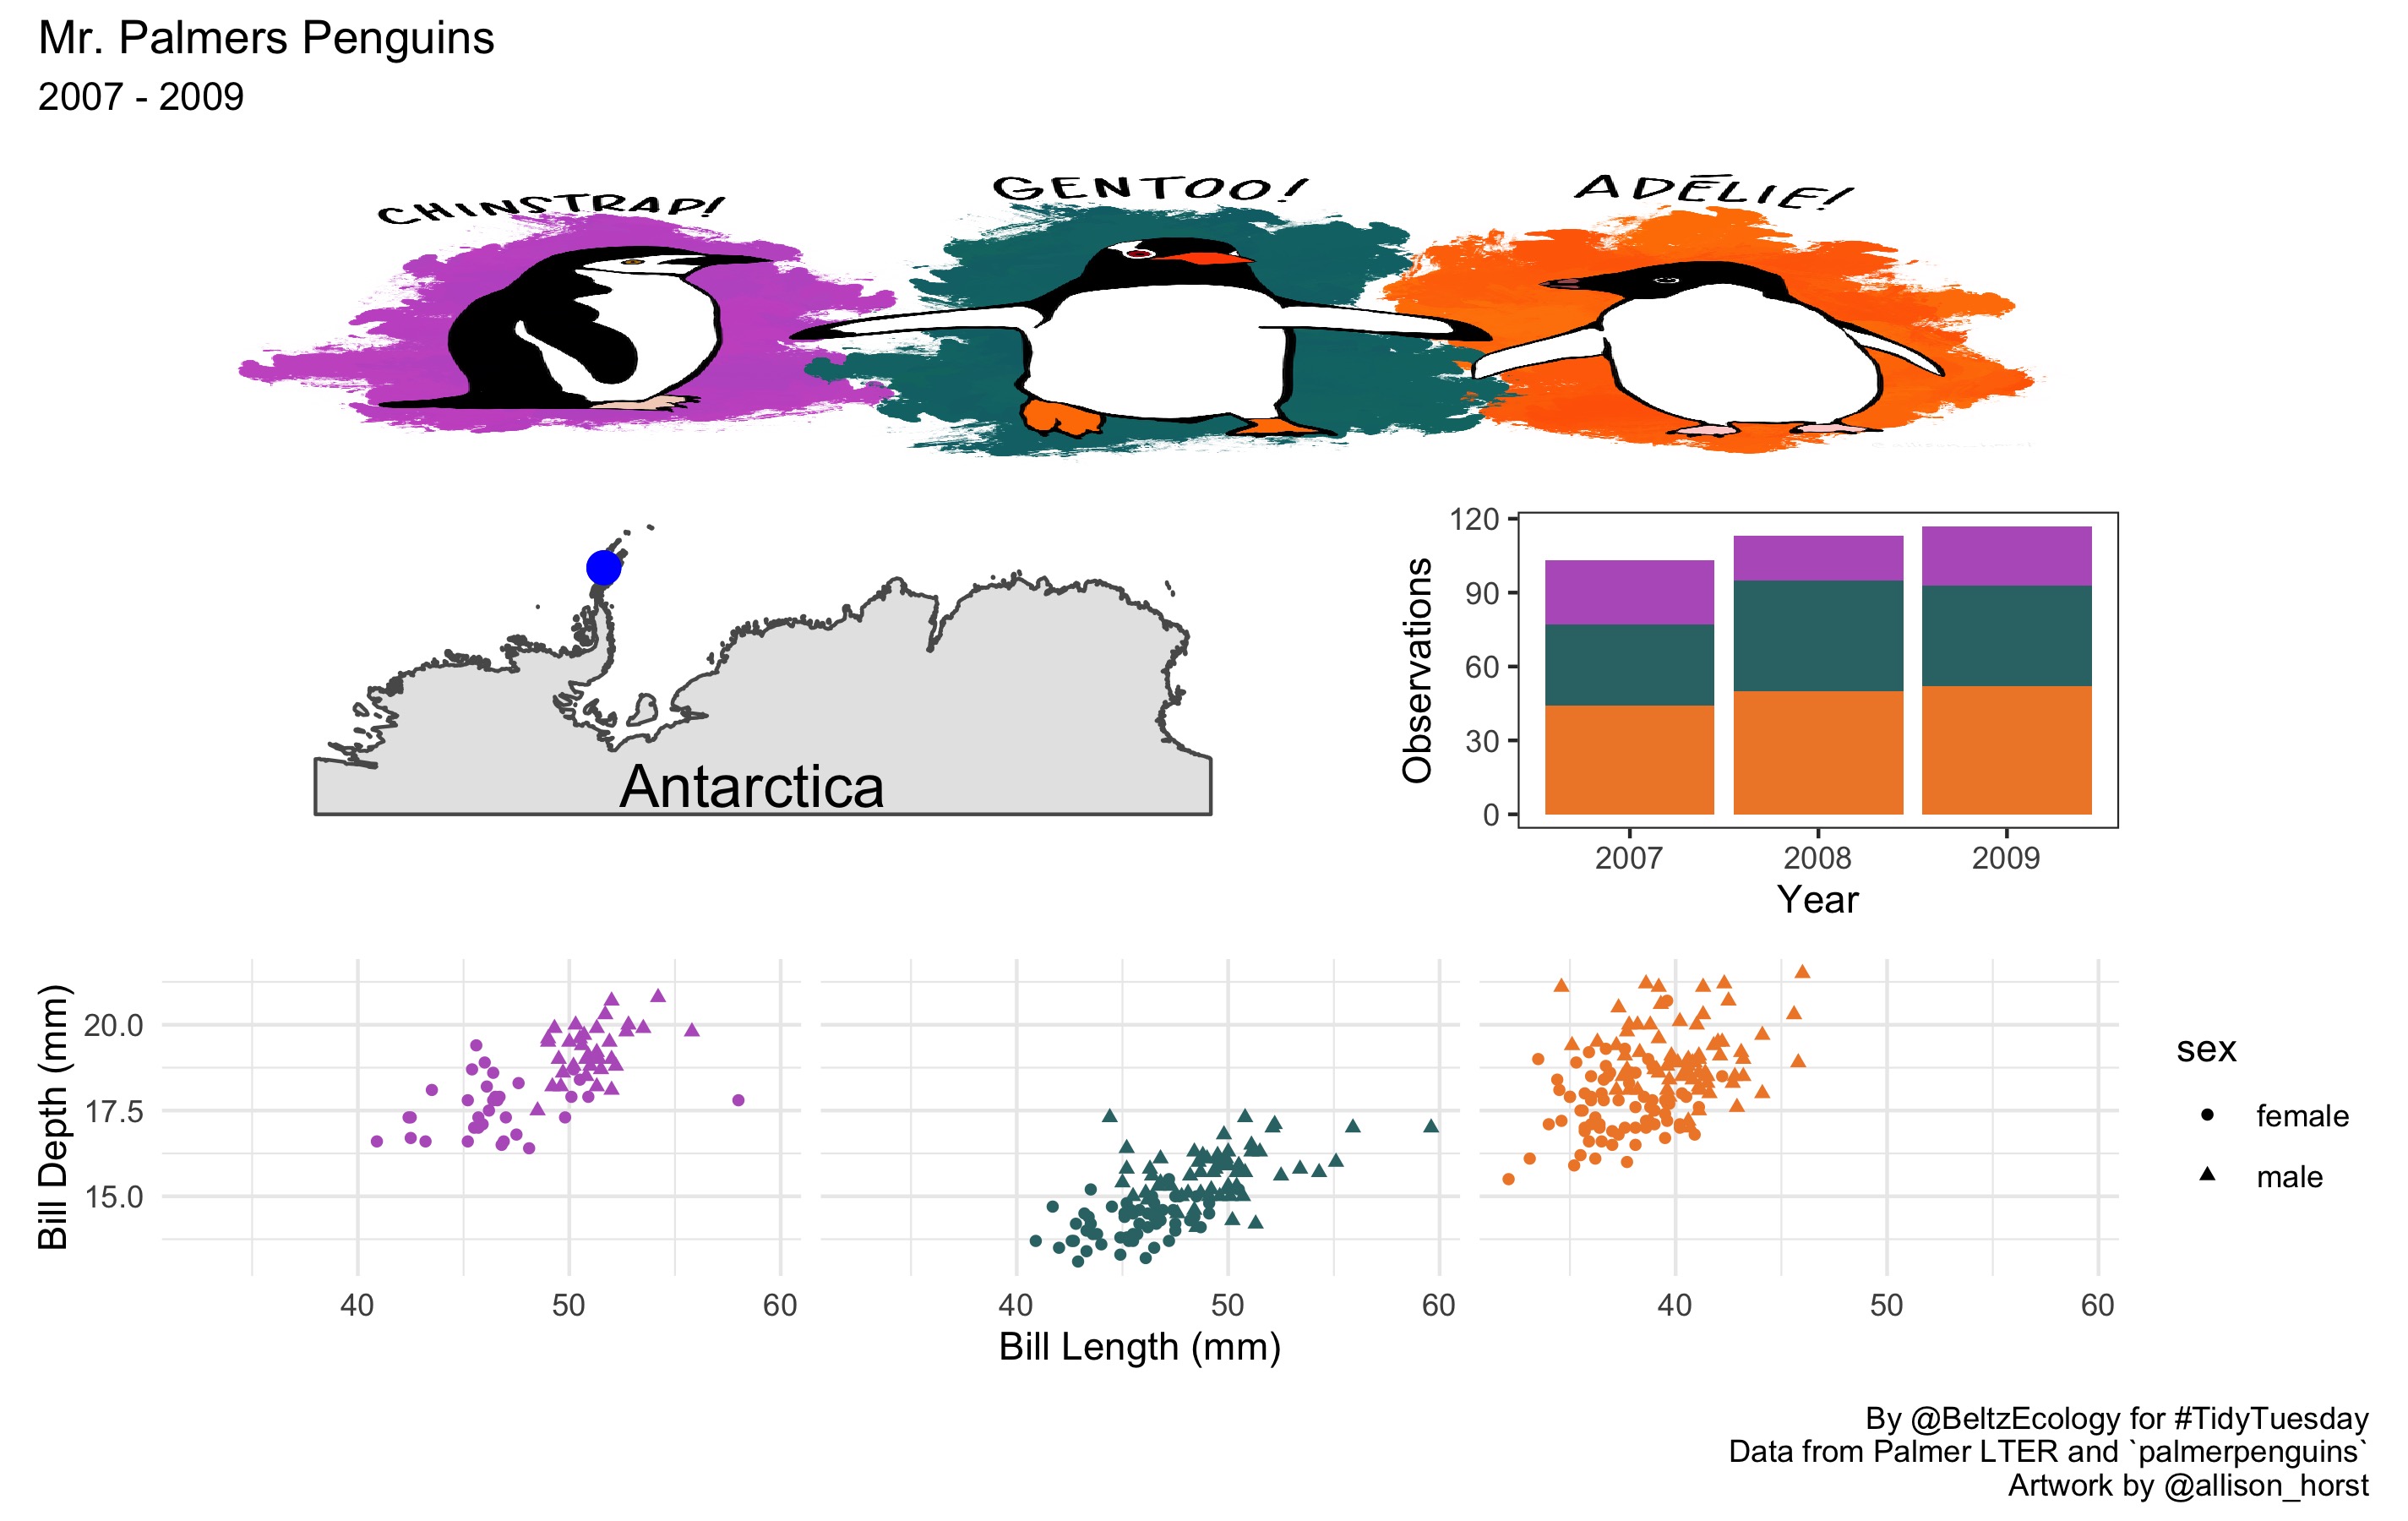 Mr. Palmers Penguins
2007 - 2009
CHINSTRAP!
GENTOO!
ADĒLIE!
Antarctica
Observations
120
90
60
30
0
2007 2008 2009
Year
Bill Depth (mm)
20.0
17.5
15.0
40 50 60 40 50 60 40 50 60
Bill Length (mm)
sex
female
male
By @BeltzEcology for #TidyTuesday
Data from Palmer LTER and `palmerpenguins`
Artwork by @allison_horst